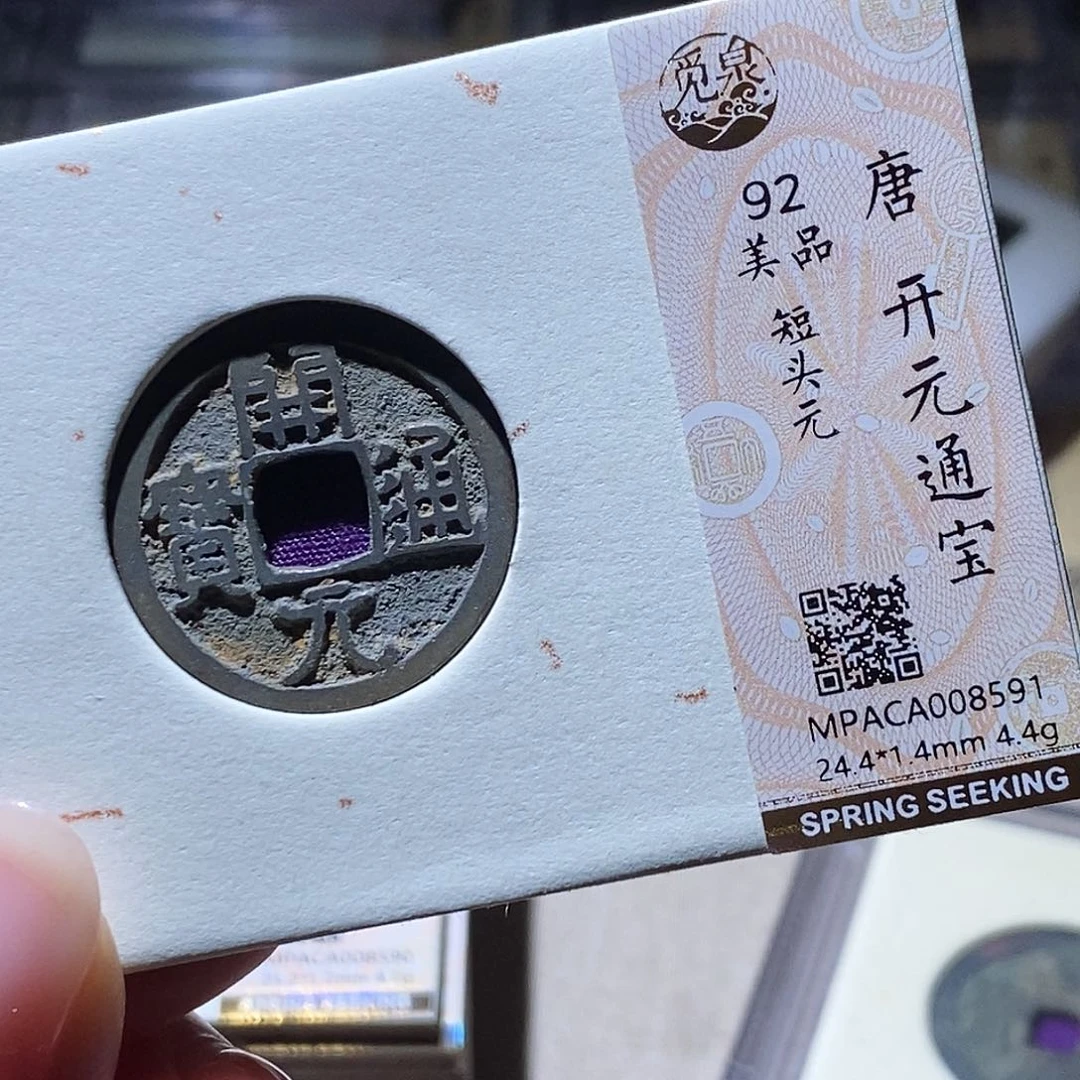 開
通
元
寶
觅泉
唐 开元通宝
92
美品
短头元
MPACA008591
24.4*1.4mm 4.4g
SPRING SEEKING
MPACA008590